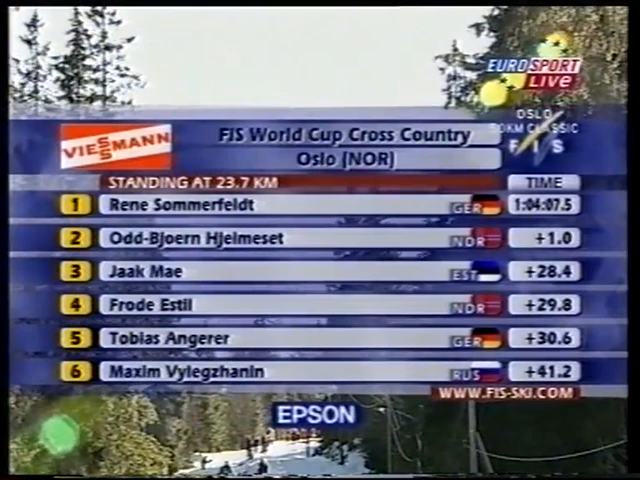 EUROSPORT
LIVE
OSLO
50KM CLASSIC
FIS
VIESSMANN
FIS World Cup Cross Country
Oslo (NOR)
STANDING AT 23.7 KM TIME
1 Rene Sommerfeldt GER 1:04:07.5
2 Odd-Bjoern Hjelmeset NOR +1.0
3 Jaak Mae EST +28.4
4 Frode Estil NOR +29.8
5 Tobias Angerer GER +30.6
6 Maxim Vylegzhanin RUS +41.2
WWW.FIS-SKI.COM
EPSON